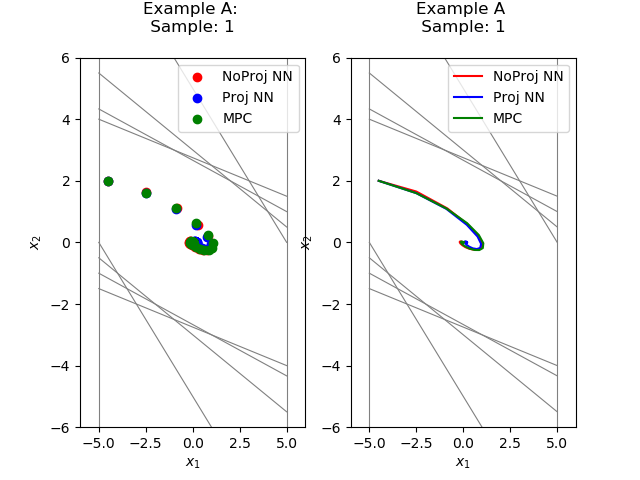 Example A:
Sample: 1
NoProj NN
Proj NN
MPC
6
4
2
0
−2
−4
−6
x2
−5.0
−2.5
0.0
2.5
5.0
x1
Example A
Sample: 1
NoProj NN
Proj NN
MPC
6
4
2
0
−2
−4
−6
x2
−5.0
−2.5
0.0
2.5
5.0
x1